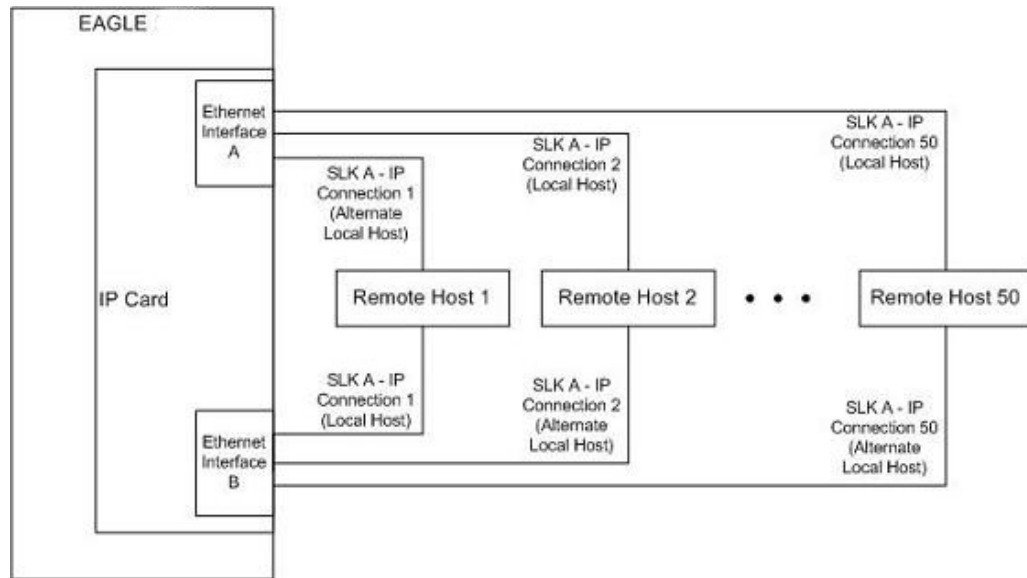 EAGLE
Ethernet
Interface
A
SLK A - IP
Connection 1
(Alternate
Local Host)
SLK A - IP
Connection 2
(Local Host)
SLK A - IP
Connection 50
(Local Host)
IP Card
Remote Host 1
Remote Host 2
Remote Host 50
SLK A - IP
Connection 1
(Local Host)
SLK A - IP
Connection 2
(Alternate
Local Host)
SLK A - IP
Connection 50
(Alternate
Local Host)
Ethernet
Interface
B